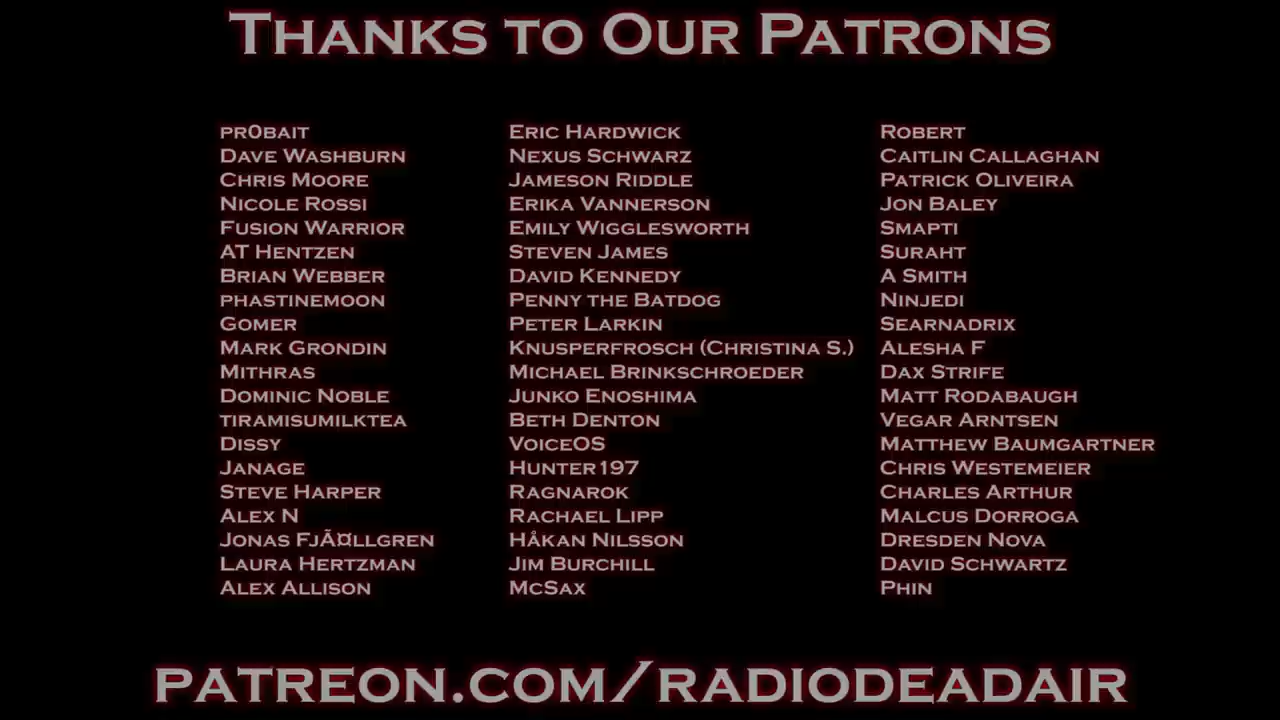 Thanks to Our Patrons
pr0bait
Dave Washburn
Chris Moore
Nicole Rossi
Fusion Warrior
AT Hentzen
Brian Webber
phastinemoon
Gomer
Mark Grondin
Mithras
Dominic Noble
tiramisumilktea
Dissy
Janage
Steve Harper
Alex N
Jonas FjÃ¤llgren
Laura Hertzman
Alex Allison
Eric Hardwick
Nexus Schwarz
Jameson Riddle
Erika Vannerson
Emily Wigglesworth
Steven James
David Kennedy
Penny the Batdog
Peter Larkin
Knusperfrosch (Christina S.)
Michael Brinkschroeder
Junko Enoshima
Beth Denton
VoiceOS
Hunter197
Ragnarok
Rachael Lipp
Håkan Nilsson
Jim Burchill
McSax
Robert
Caitlin Callaghan
Patrick Oliveira
Jon Baley
Smapti
Suraht
A Smith
Ninjedi
Searnadrix
Alesha F
Dax Strife
Matt Rodabaugh
Vegar Arntsen
Matthew Baumgartner
Chris Westemeier
Charles Arthur
Malcus Dorroga
Dresden Nova
David Schwartz
Phin
patreon.com/radiodeadair